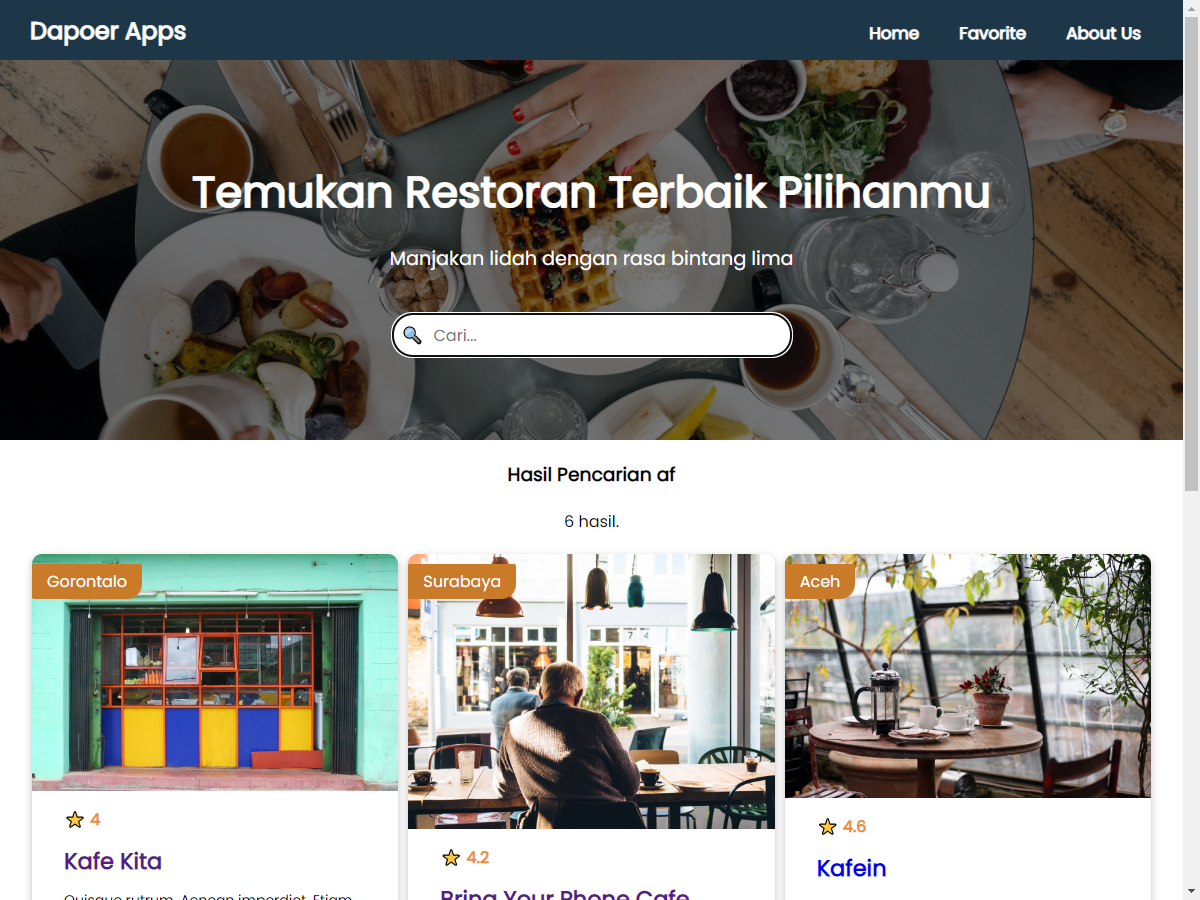 Dapoer Apps
Home Favorite About Us
Temukan Restoran Terbaik Pilihanmu
Manjakan lidah dengan rasa bintang lima
Cari...
Hasil Pencarian af
6 hasil.
Gorontalo
Surabaya
Aceh
4
4.2
4.6
Kafe Kita
Kafein
Quisque rutrum. Aenean imperdiet. Etiam
Bring Your Phone Cafe